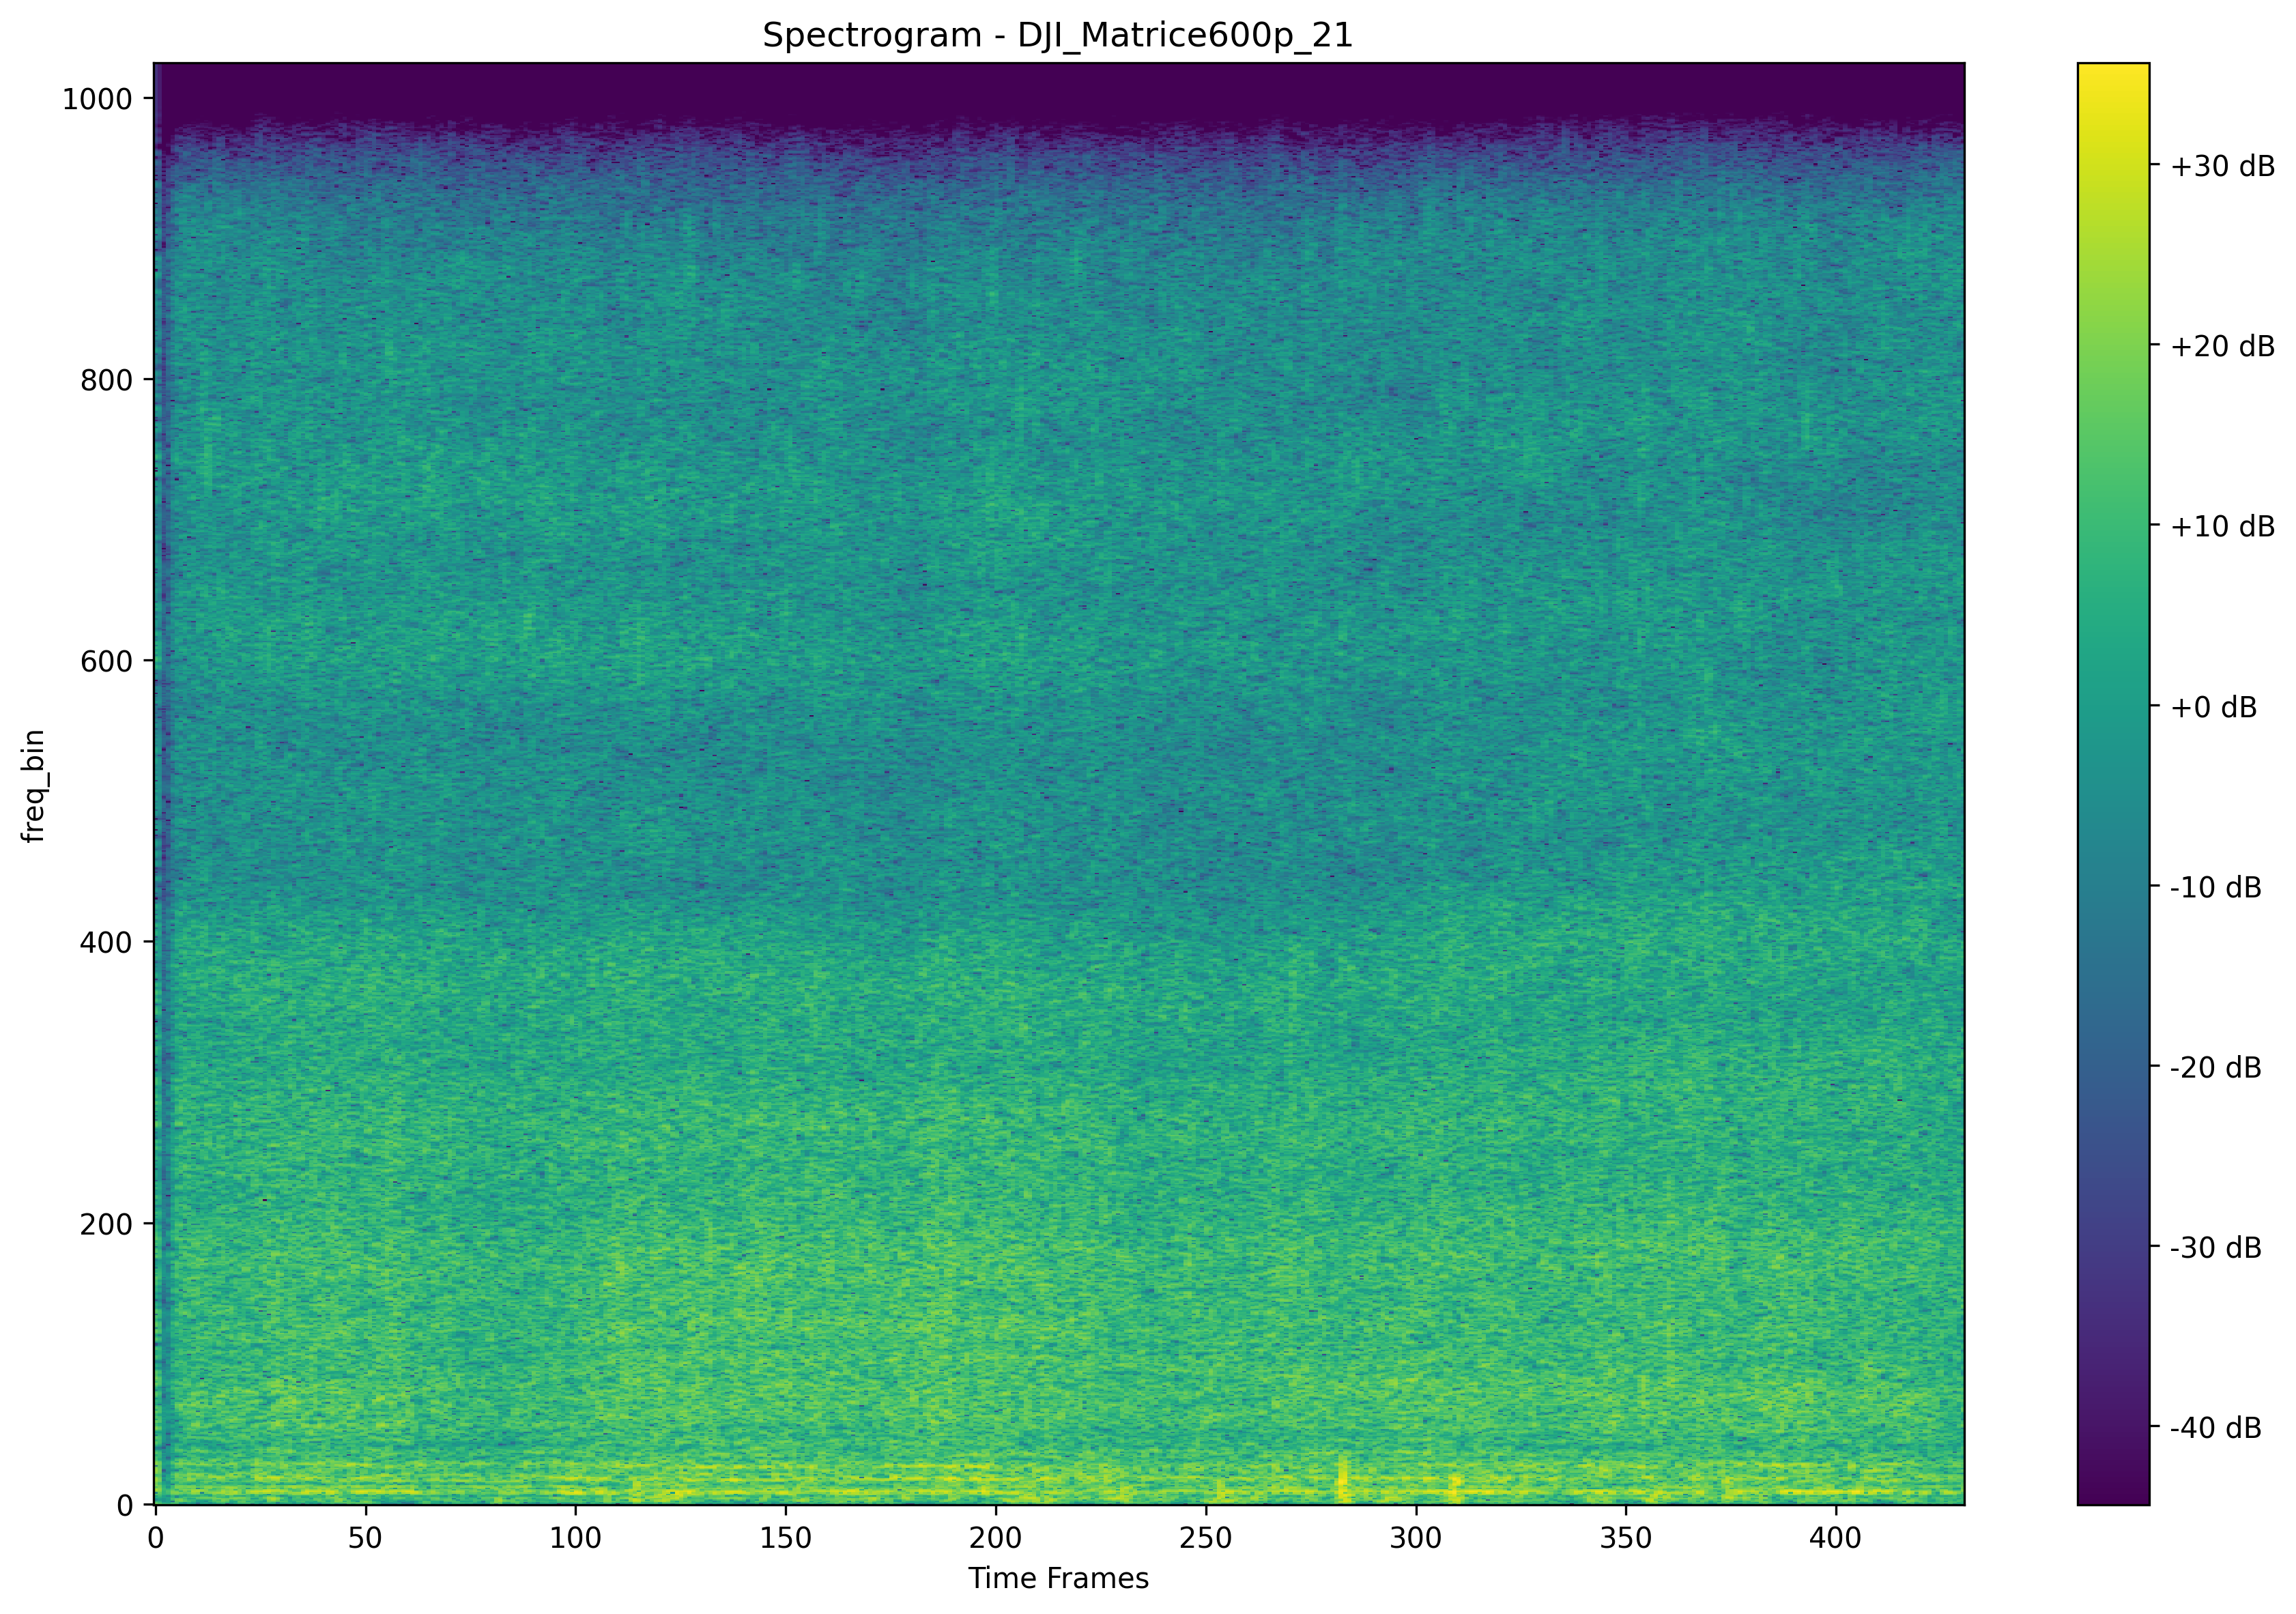 Spectrogram - DJI_Matrice600p_21
1000
800
600
400
200
0
freq_bin
0 50 100 150 200 250 300 350 400
Time Frames
+30 dB
+20 dB
+10 dB
+0 dB
-10 dB
-20 dB
-30 dB
-40 dB